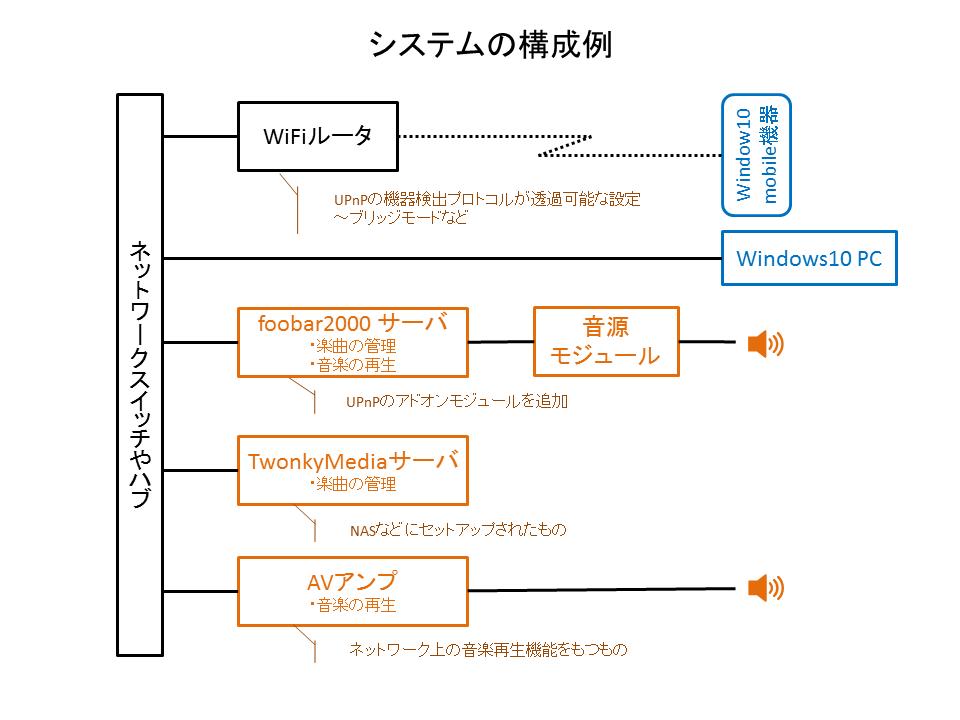 システムの構成例
ネットワークスイッチやハブ
WiFiルータ
Window10
mobile機器
UPnPの機器検出プロトコルが透過可能な設定
～ブリッジモードなど
Windows10 PC
foobar2000 サーバ
・楽曲の管理
・音楽の再生
音源
モジュール
UPnPのアドオンモジュールを追加
TwonkyMediaサーバ
・楽曲の管理
NASなどにセットアップされたもの
AVアンプ
・音楽の再生
ネットワーク上の音楽再生機能をもつもの